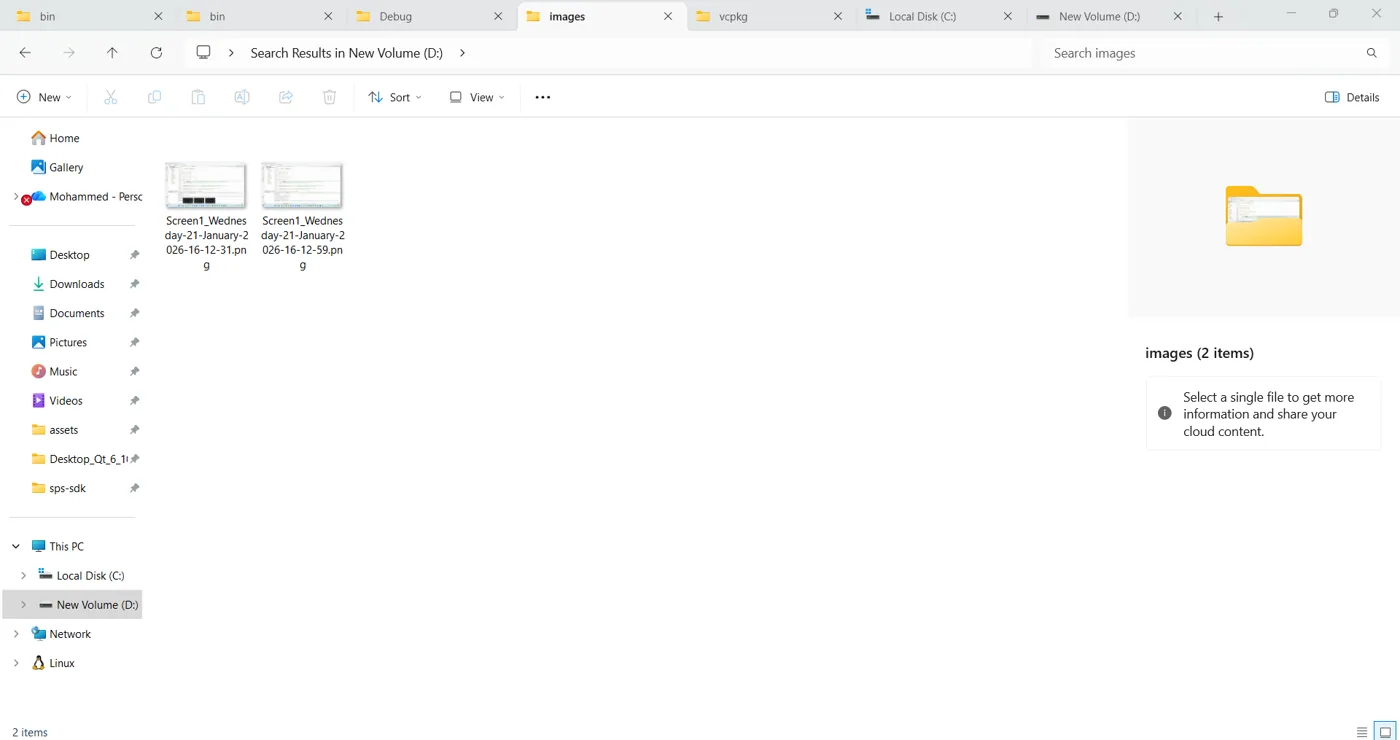 bin
bin
Debug
images
vcpkg
Local Disk (C:)
New Volume (D:)
Search Results in New Volume (D:)
Search images
New
Sort
View
Details
Home
Gallery
Mohammed - Persc
Desktop
Downloads
Documents
Pictures
Music
Videos
assets
Desktop_Qt_6_1
sps-sdk
This PC
Local Disk (C:)
New Volume (D:)
Network
Linux
Screen1_Wednes
day-21-January-2
026-16-12-31.pn
g
Screen1_Wednes
day-21-January-2
026-16-12-59.pn
g
images (2 items)
Select a single file to get more
information and share your
cloud content.
2 items